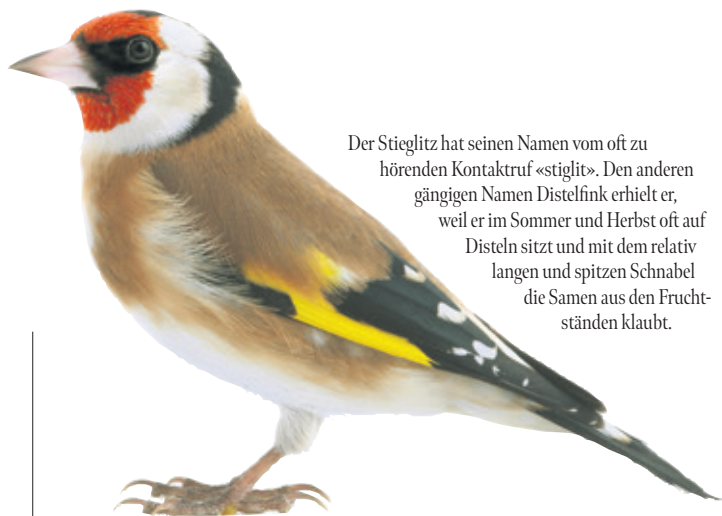 Der Stieglitz hat seinen Namen vom oft zu
hörenden Kontaktruf «stiglit». Den anderen
gängigen Namen Distelfink erhielt er,
weil er im Sommer und Herbst oft auf
Disteln sitzt und mit dem relativ
langen und spitzen Schnabel
die Samen aus den Frucht-
ständen klaubt.